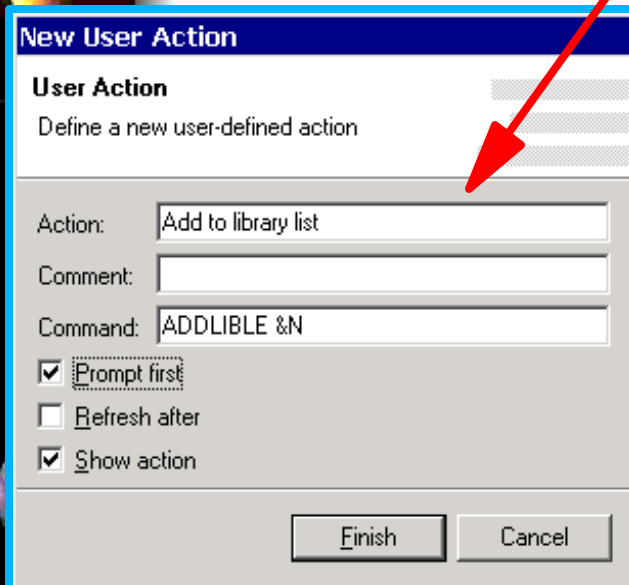 New User Action
User Action
Define a new user-defined action
Action: Add to library list
Comment:
Command: ADDLIBLE &N
Prompt first
Refresh after
Show action
Finish Cancel